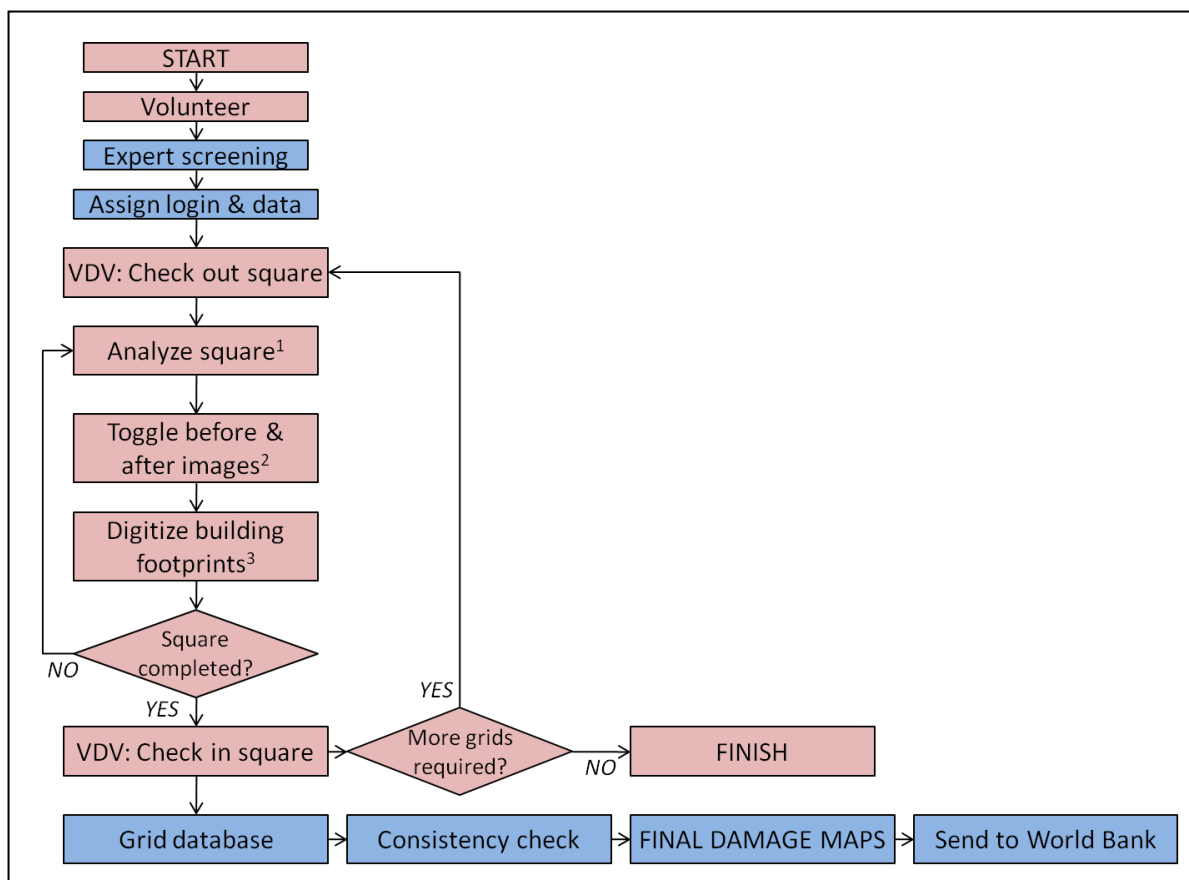 START
Volunteer
Expert screening
Assign login & data
VDV: Check out square
Analyze square¹
Toggle before &
after images²
Digitize building
footprints³
Square
completed?
NO
YES
VDV: Check in square
YES
More grids
required?
NO
FINISH
Grid database
Consistency check
FINAL DAMAGE MAPS
Send to World Bank